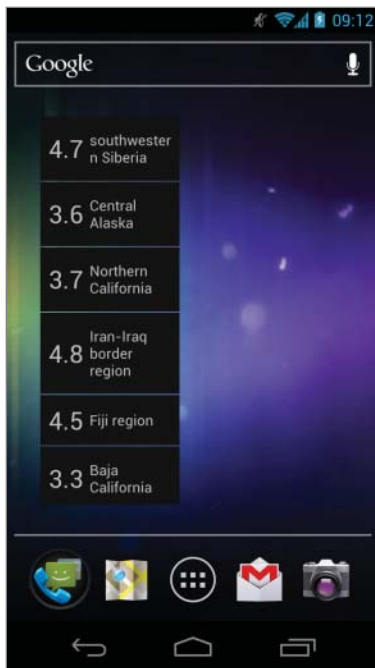 09:12
Google
4.7 southwester
n Siberia
3.6 Central
Alaska
3.7 Northern
California
4.8 Iran-Iraq
border
region
4.5 Fiji region
3.3 Baja
California